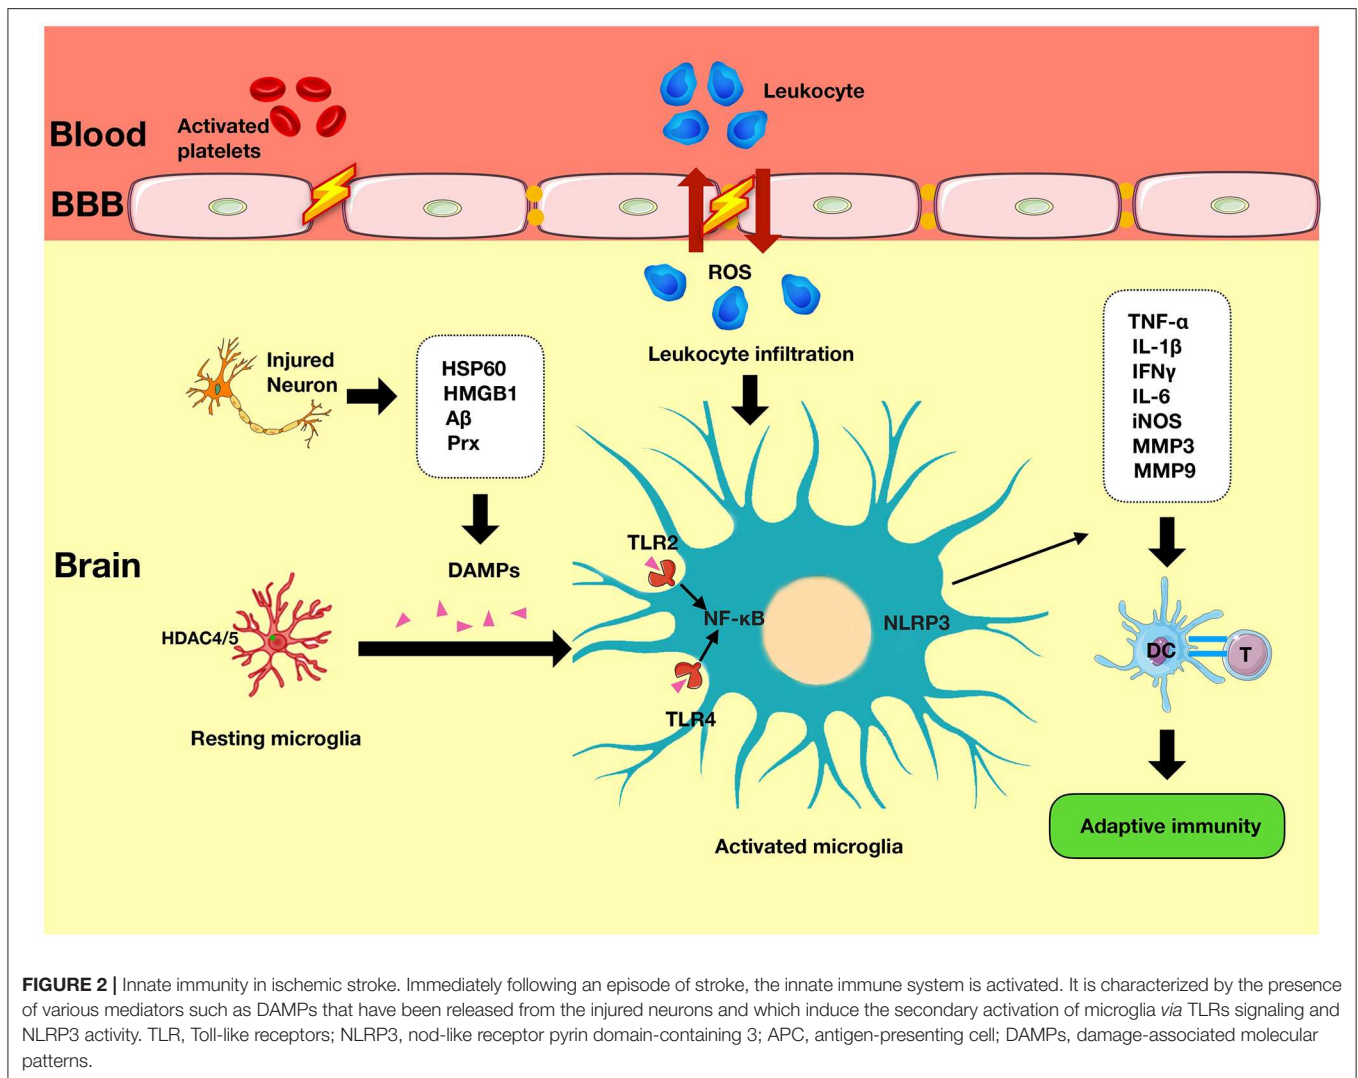 Blood
Activated
platelets
Leukocyte
BBB
ROS
Leukocyte infiltration
Injured
Neuron
HSP60
HMGB1
Aβ
Prx
DAMPs
Brain
HDAC4/5
Resting microglia
TLR2
NF-κB
NLRP3
TLR4
Activated microglia
TNF-α
IL-1β
IFNγ
IL-6
iNOS
MMP3
MMP9
DC
T
Adaptive immunity
FIGURE 2 | Innate immunity in ischemic stroke. Immediately following an episode of stroke, the innate immune system is activated. It is characterized by the presence
of various mediators such as DAMPs that have been released from the injured neurons and which induce the secondary activation of microglia via TLRs signaling and
NLRP3 activity. TLR, Toll-like receptors; NLRP3, nod-like receptor pyrin domain-containing 3; APC, antigen-presenting cell; DAMPs, damage-associated molecular
patterns.